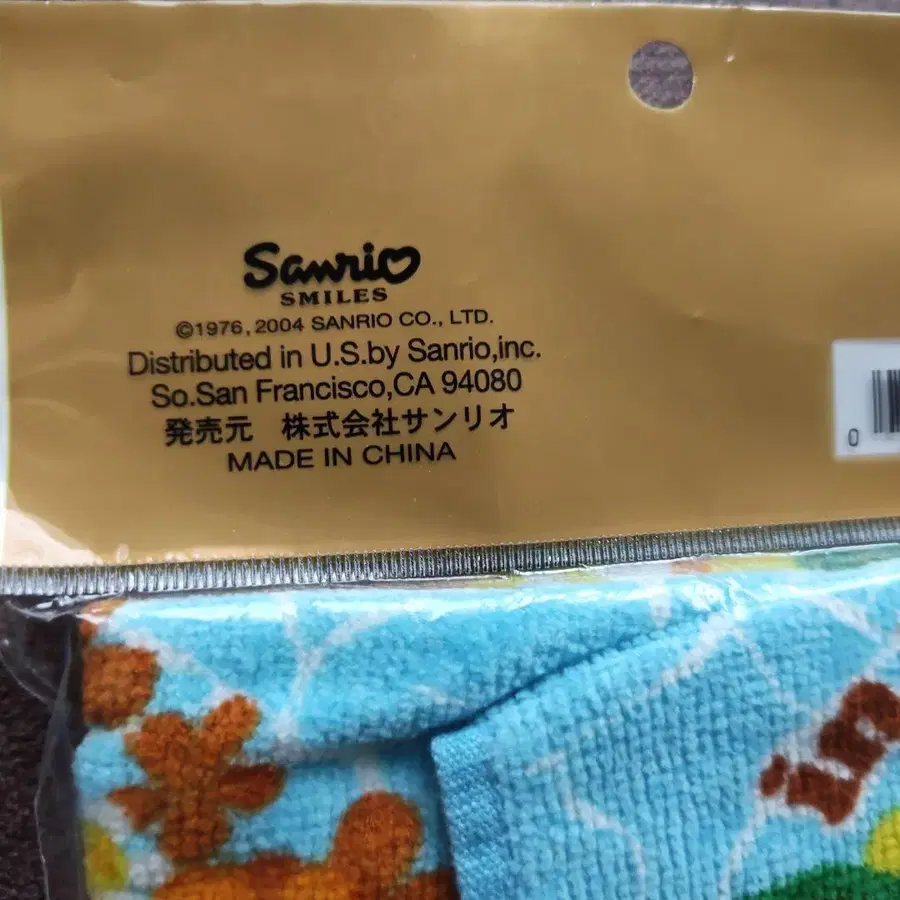 Sanrio
SMILES
©1976, 2004 SANRIO CO., LTD.
Distributed in U.S.by Sanrio,inc.
So.San Francisco,CA 94080
発売元　株式会社サンリオ
MADE IN CHINA
0